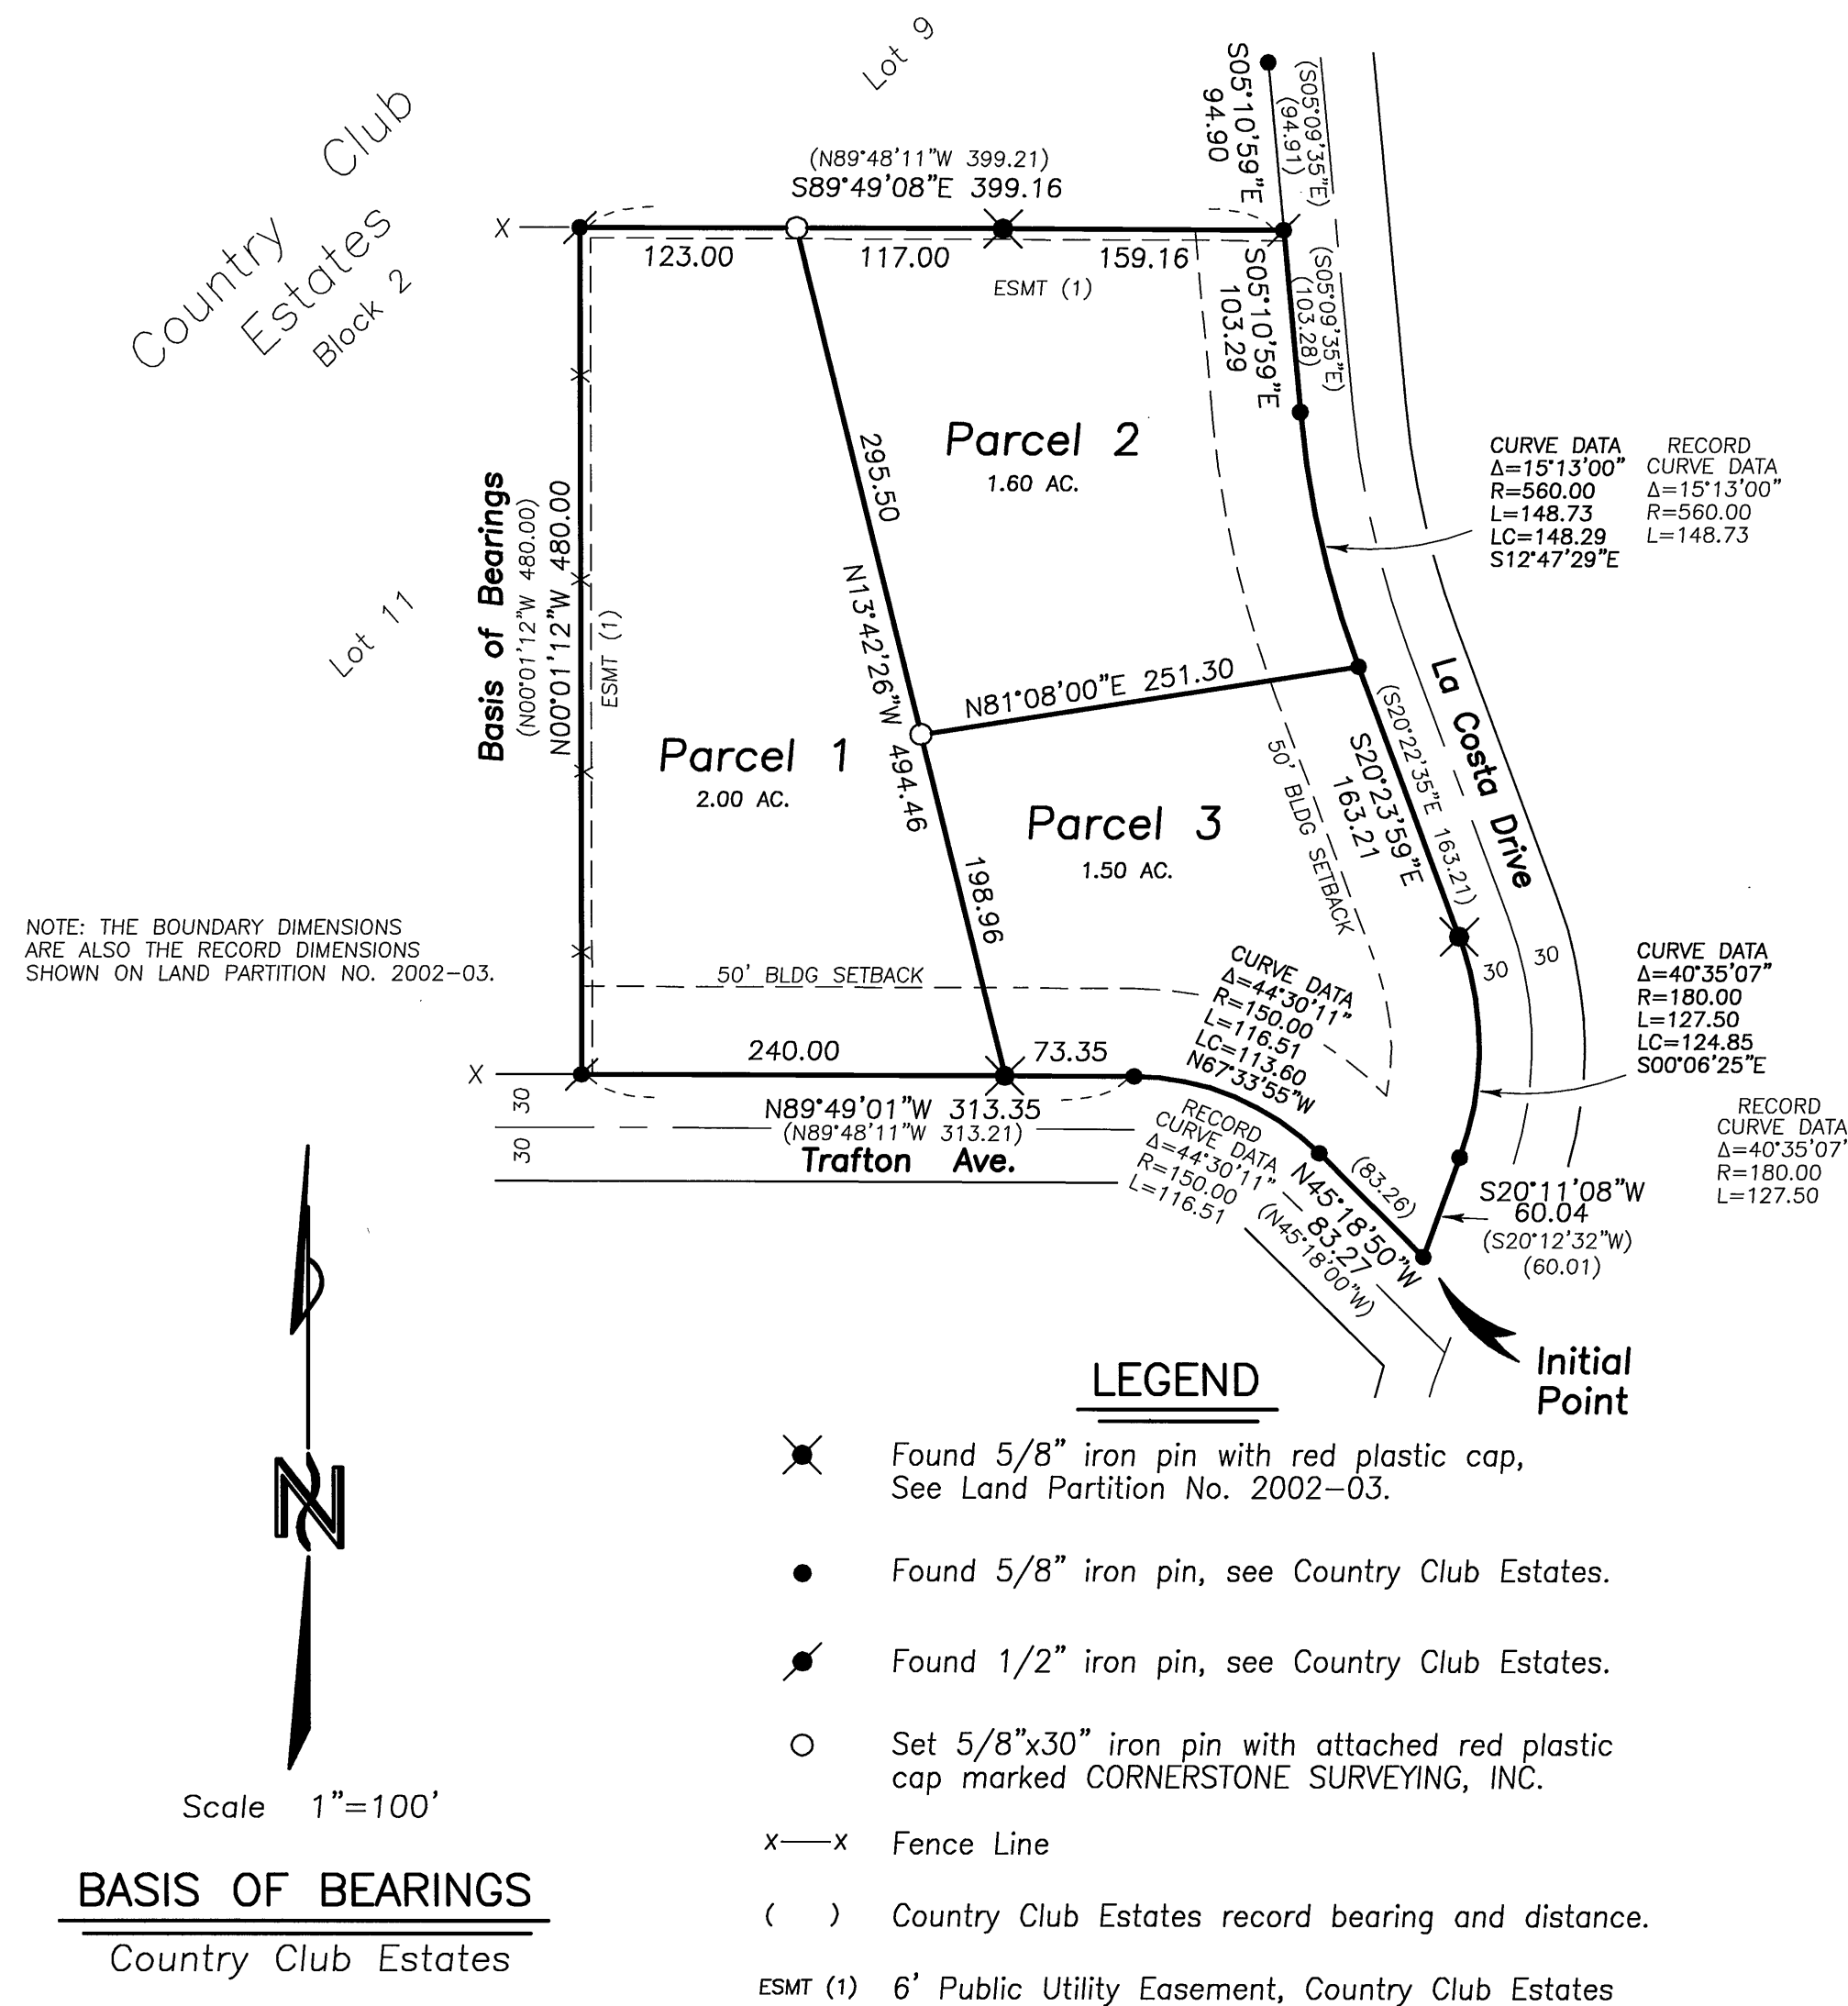 Lot 9
Country Club
Estates
Block 2
Lot 11
(N89°48'11"W 399.21)
S89°49'08"E 399.16
X
123.00
117.00
159.16
ESMT (1)
S05°10'59"E
94.90
(S05°09'35"E)
(94.91)
S05°10'59"E
103.29
(S05°09'35"E)
(103.28)
Basis of Bearings
(N00°01'12"W 480.00)
N00°01'12"W 480.00
ESMT (1)
295.50
N13°42'26"W 494.46
198.96
Parcel 2
1.60 AC.
N81°08'00"E 251.30
Parcel 1
2.00 AC.
Parcel 3
1.50 AC.
CURVE DATA
Δ=15°13'00"
R=560.00
L=148.73
LC=148.29
S12°47'29"E
RECORD
CURVE DATA
Δ=15°13'00"
R=560.00
L=148.73
La Costa Drive
(S20°22'35"E 163.21)
S20°23'59"E
163.21
50' BLDG SETBACK
30
30
NOTE: THE BOUNDARY DIMENSIONS
ARE ALSO THE RECORD DIMENSIONS
SHOWN ON LAND PARTITION NO. 2002-03.
50' BLDG SETBACK
CURVE DATA
Δ=44°30'11"
R=150.00
L=116.51
LC=113.60
N67°33'55"W
CURVE DATA
Δ=40°35'07"
R=180.00
L=127.50
LC=124.85
S00°06'25"E
RECORD
CURVE DATA
Δ=40°35'07'
R=180.00
L=127.50
X
240.00
73.35
N89°49'01"W 313.35
(N89°48'11"W 313.21)
Trafton Ave.
30
30
RECORD
CURVE DATA
Δ=44°30'11"
R=150.00
L=116.51
(83.26)
N45°18'50"W
83.27
(N45°18'00"W)
S20°11'08"W
60.04
(S20°12'32"W)
(60.01)
Initial
Point
N
Scale 1"=100'
BASIS OF BEARINGS
Country Club Estates
LEGEND
Found 5/8" iron pin with red plastic cap,
See Land Partition No. 2002-03.
Found 5/8" iron pin, see Country Club Estates.
Found 1/2" iron pin, see Country Club Estates.
Set 5/8"x30" iron pin with attached red plastic
cap marked CORNERSTONE SURVEYING, INC.
x——x Fence Line
( ) Country Club Estates record bearing and distance.
ESMT (1) 6' Public Utility Easement, Country Club Estates